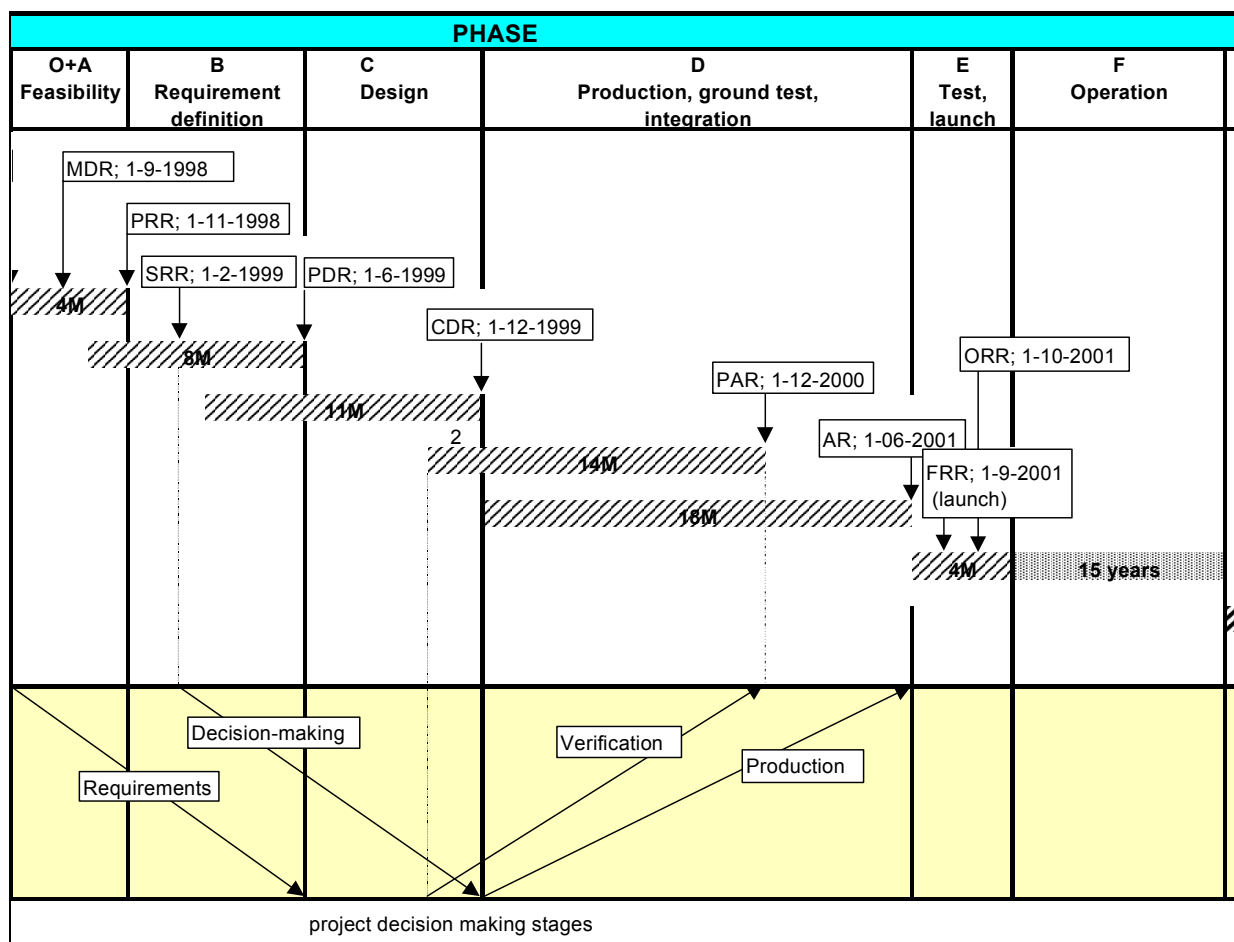 PHASE
O+A
Feasibility
B
Requirement
definition
C
Design
D
Production, ground test,
integration
E
Test,
launch
F
Operation
MDR; 1-9-1998
PRR; 1-11-1998
SRR; 1-2-1999
PDR; 1-6-1999
4M
CDR; 1-12-1999
8M
ORR; 1-10-2001
PAR; 1-12-2000
11M
2
AR; 1-06-2001
14M
FRR; 1-9-2001
(launch)
18M
4M
15 years
Decision-making
Verification
Production
Requirements
project decision making stages